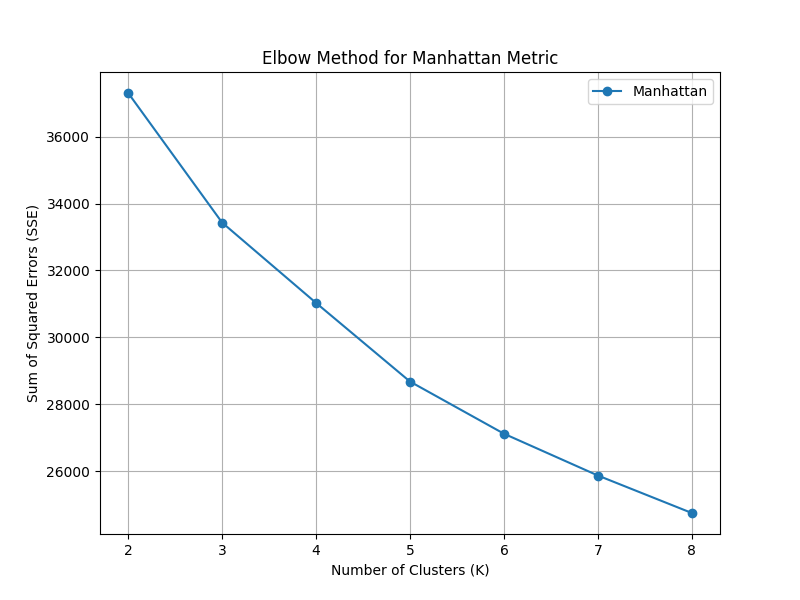 Elbow Method for Manhattan Metric
Manhattan
36000
34000
32000
30000
28000
26000
Sum of Squared Errors (SSE)
2 3 4 5 6 7 8
Number of Clusters (K)